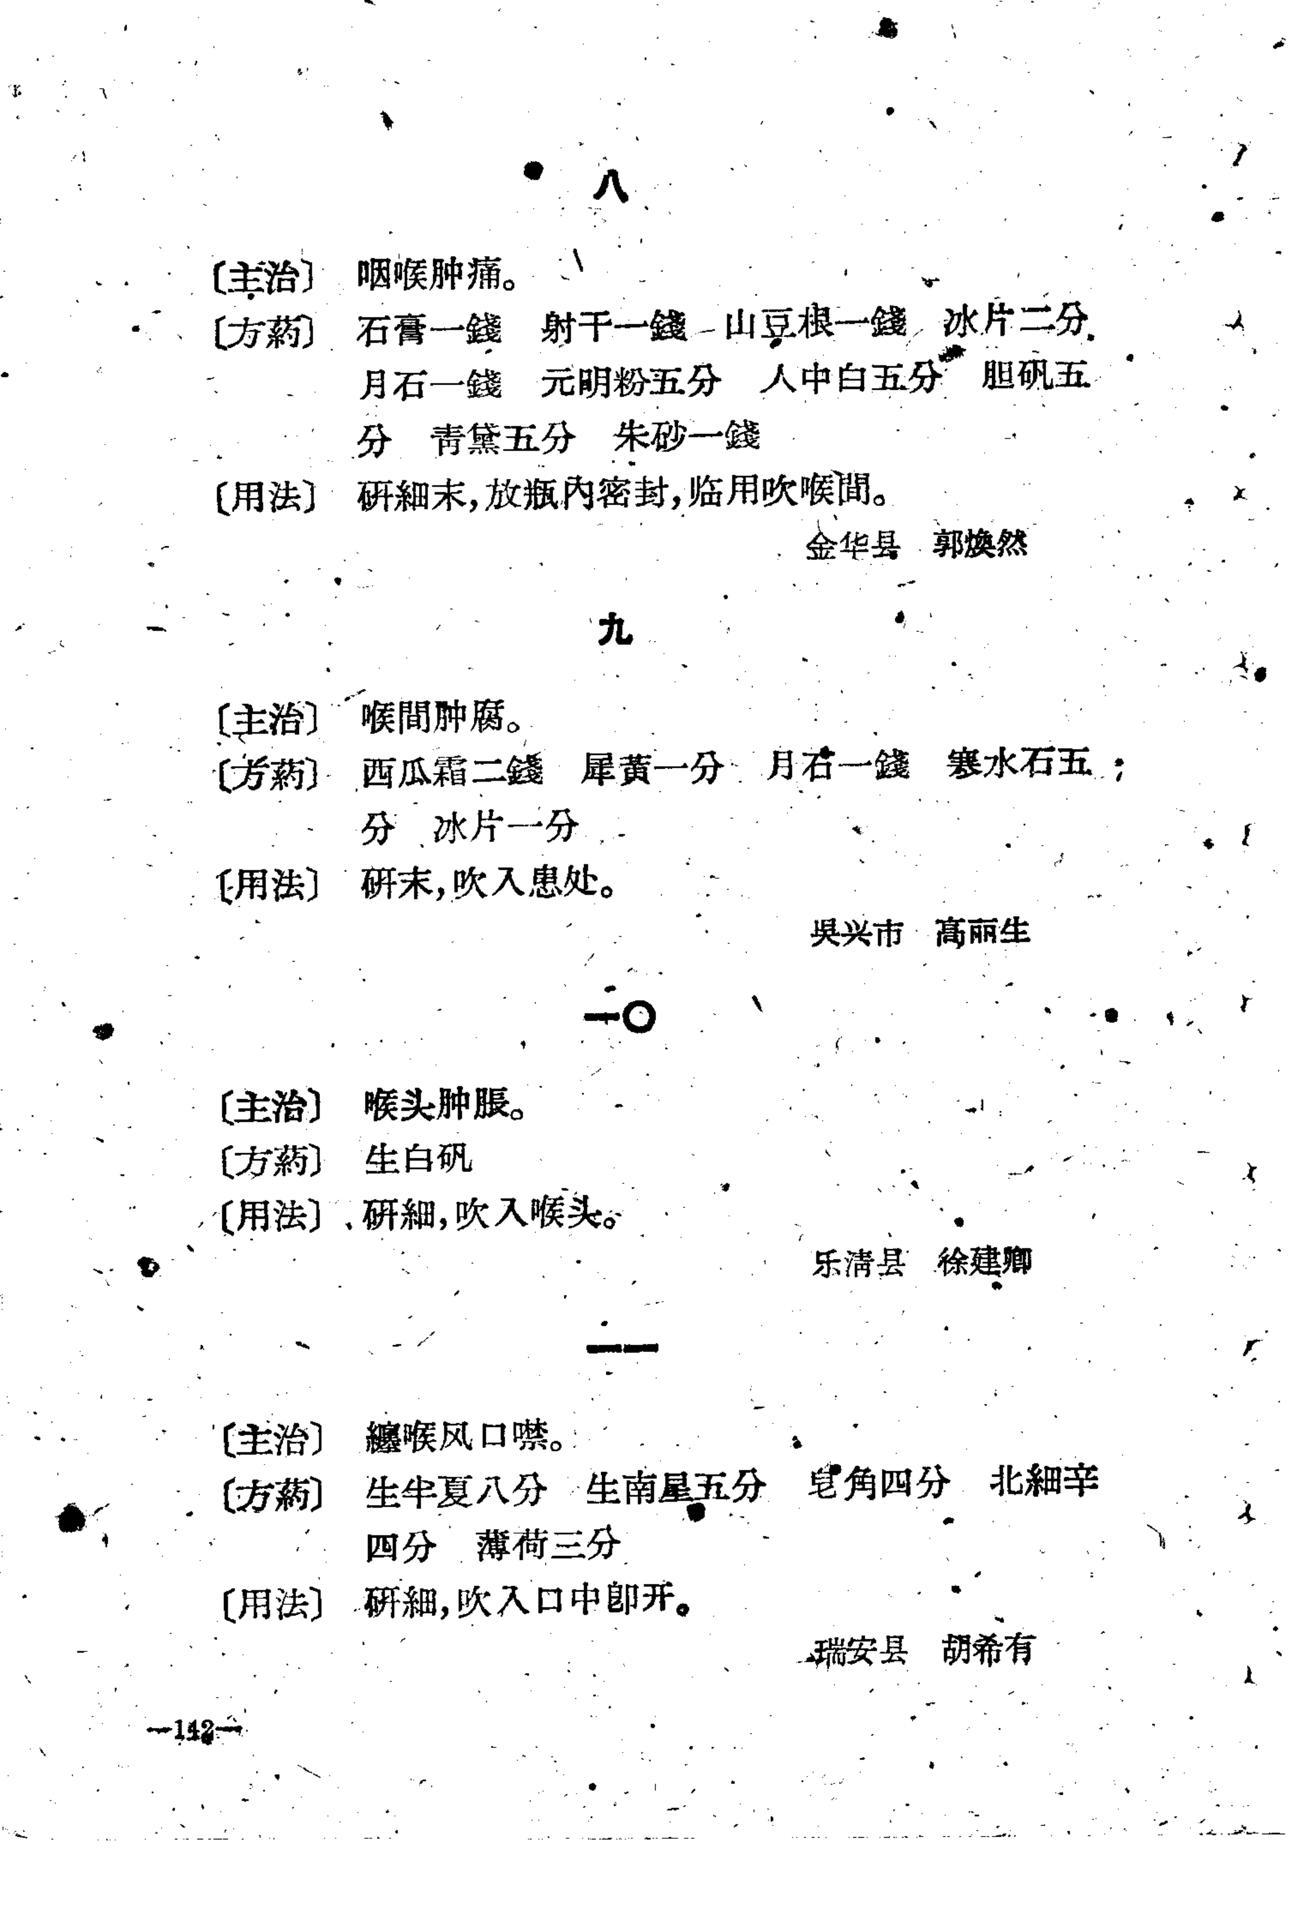 八
〔主治〕 咽喉肿痛。
〔方葯〕 石膏一錢 射干一錢 山豆根一錢 冰片二分
月石一錢 元明粉五分 人中白五分 胆矾五
分 靑黛五分 朱砂一錢
〔用法〕 研細末，放瓶內密封，临用吹喉間。
金华县 郭焕然
九
〔主治〕 喉間肿腐。
〔方葯〕 西瓜霜二錢 犀黃一分 月石一錢 寒水石五
分 冰片一分
〔用法〕 研末，吹入患处。
吳兴市 高丽生
一〇
〔主治〕 喉头肿脹。
〔方葯〕 生白矾
〔用法〕 研細，吹入喉头。
乐清县 徐建卿
一一
〔主治〕 纏喉风口噤。
〔方葯〕 生半夏八分 生南星五分 皂角四分 北細辛
四分 薄荷三分
〔用法〕 研細，吹入口中卽开。
瑞安县 胡希有
—142—